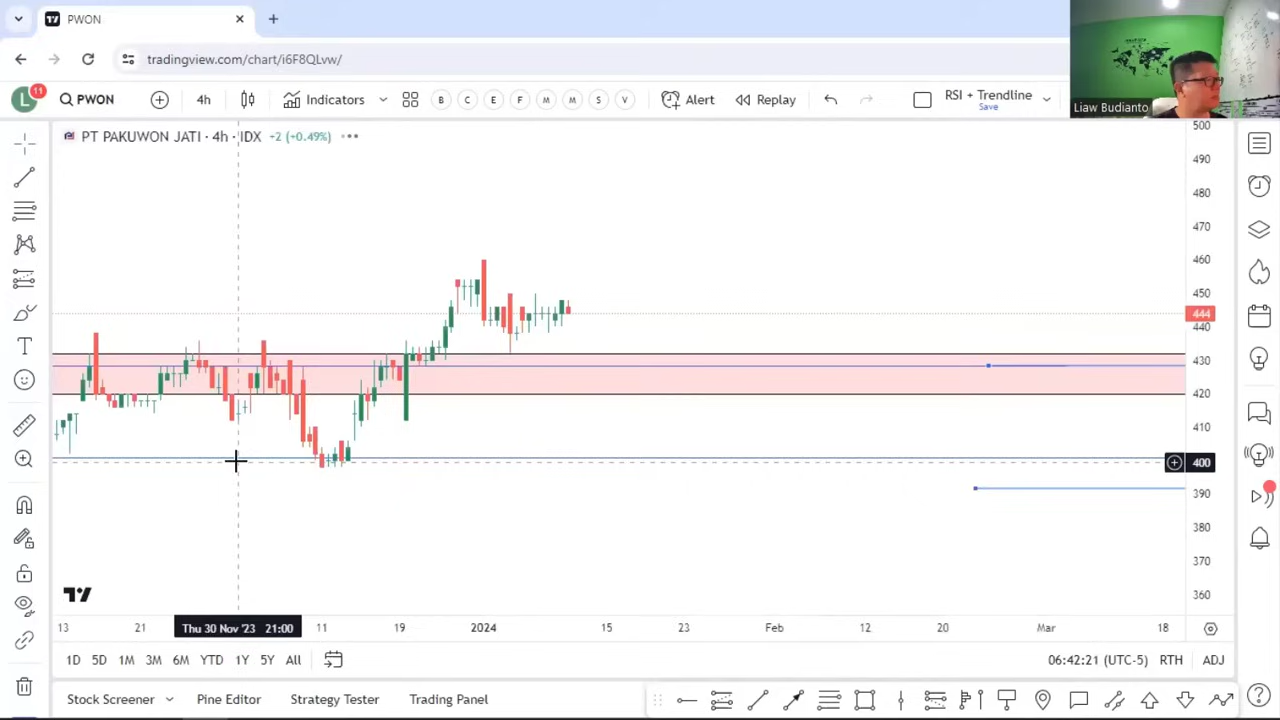 PWON
tradingview.com/chart/i6F8QLvw/
L 11 PWON 4h Indicators B C E F M M S V Alert Replay RSI + Trendline
Save
Liaw Budianto
PT PAKUWON JATI · 4h · IDX +2 (+0.49%)
500
490
480
470
460
450
444
440
430
420
410
400
390
380
370
360
13 21 Thu 30 Nov '23 21:00 11 19 2024 15 23 Feb 12 20 Mar 18
1D 5D 1M 3M 6M YTD 1Y 5Y All 06:42:21 (UTC-5) RTH ADJ
Stock Screener Pine Editor Strategy Tester Trading Panel